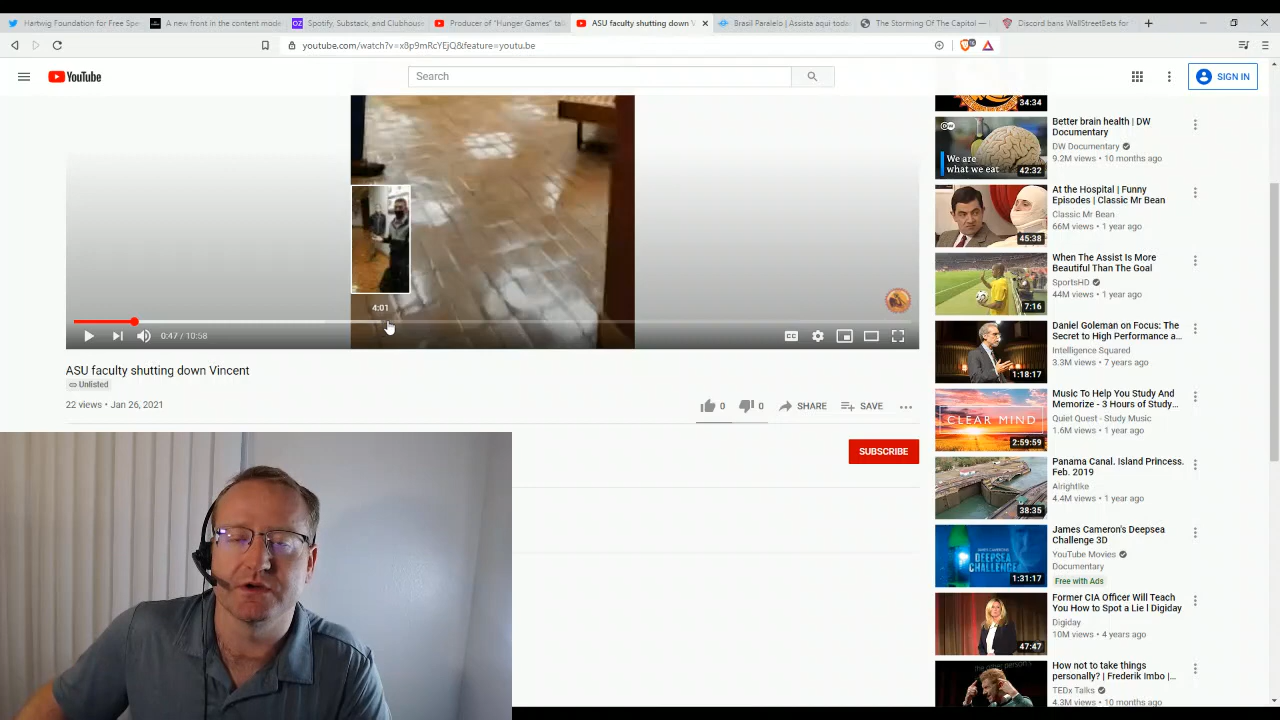 Hartwig Foundation for Free Spe
A new front in the content mode
Spotify, Substack, and Clubhouse
Producer of "Hunger Games" tal
ASU faculty shutting down V
Brasil Paralelo | Assista aqui toda
The Storming Of The Capitol —
Discord bans WallStreetBets for
youtube.com/watch?v=x8p9mRcYEjQ&feature=youtu.be
YouTube
Search
SIGN IN
4:01
0:47 / 10:58
CC
ASU faculty shutting down Vincent
Unlisted
22 views • Jan 26, 2021
0
0
SHARE
SAVE
SUBSCRIBE
34:34
We are
what we eat
42:32
Better brain health | DW
Documentary
DW Documentary
9.2M views • 10 months ago
45:38
At the Hospital | Funny
Episodes | Classic Mr Bean
Classic Mr Bean
66M views • 1 year ago
7:16
When The Assist Is More
Beautiful Than The Goal
SportsHD
44M views • 1 year ago
1:18:17
Daniel Goleman on Focus: The
Secret to High Performance a...
Intelligence Squared
3.3M views • 7 years ago
CLEAR MIND
2:59:59
Music To Help You Study And
Memorize - 3 Hours of Study...
Quiet Quest - Study Music
1.6M views • 1 year ago
38:35
Panama Canal. Island Princess.
Feb. 2019
Airightke
4.4M views • 1 year ago
JAMES CAMERON'S
DEEPSEA
CHALLENGE
1:31:17
James Cameron's Deepsea
Challenge 3D
YouTube Movies
Documentary
Free with Ads
47:47
Former CIA Officer Will Teach
You How to Spot a Lie l Digiday
Digiday
10M views • 4 years ago
How not to take things
personally? | Frederik Imbo |...
TEDx Talks
4.3M views • 10 months ago